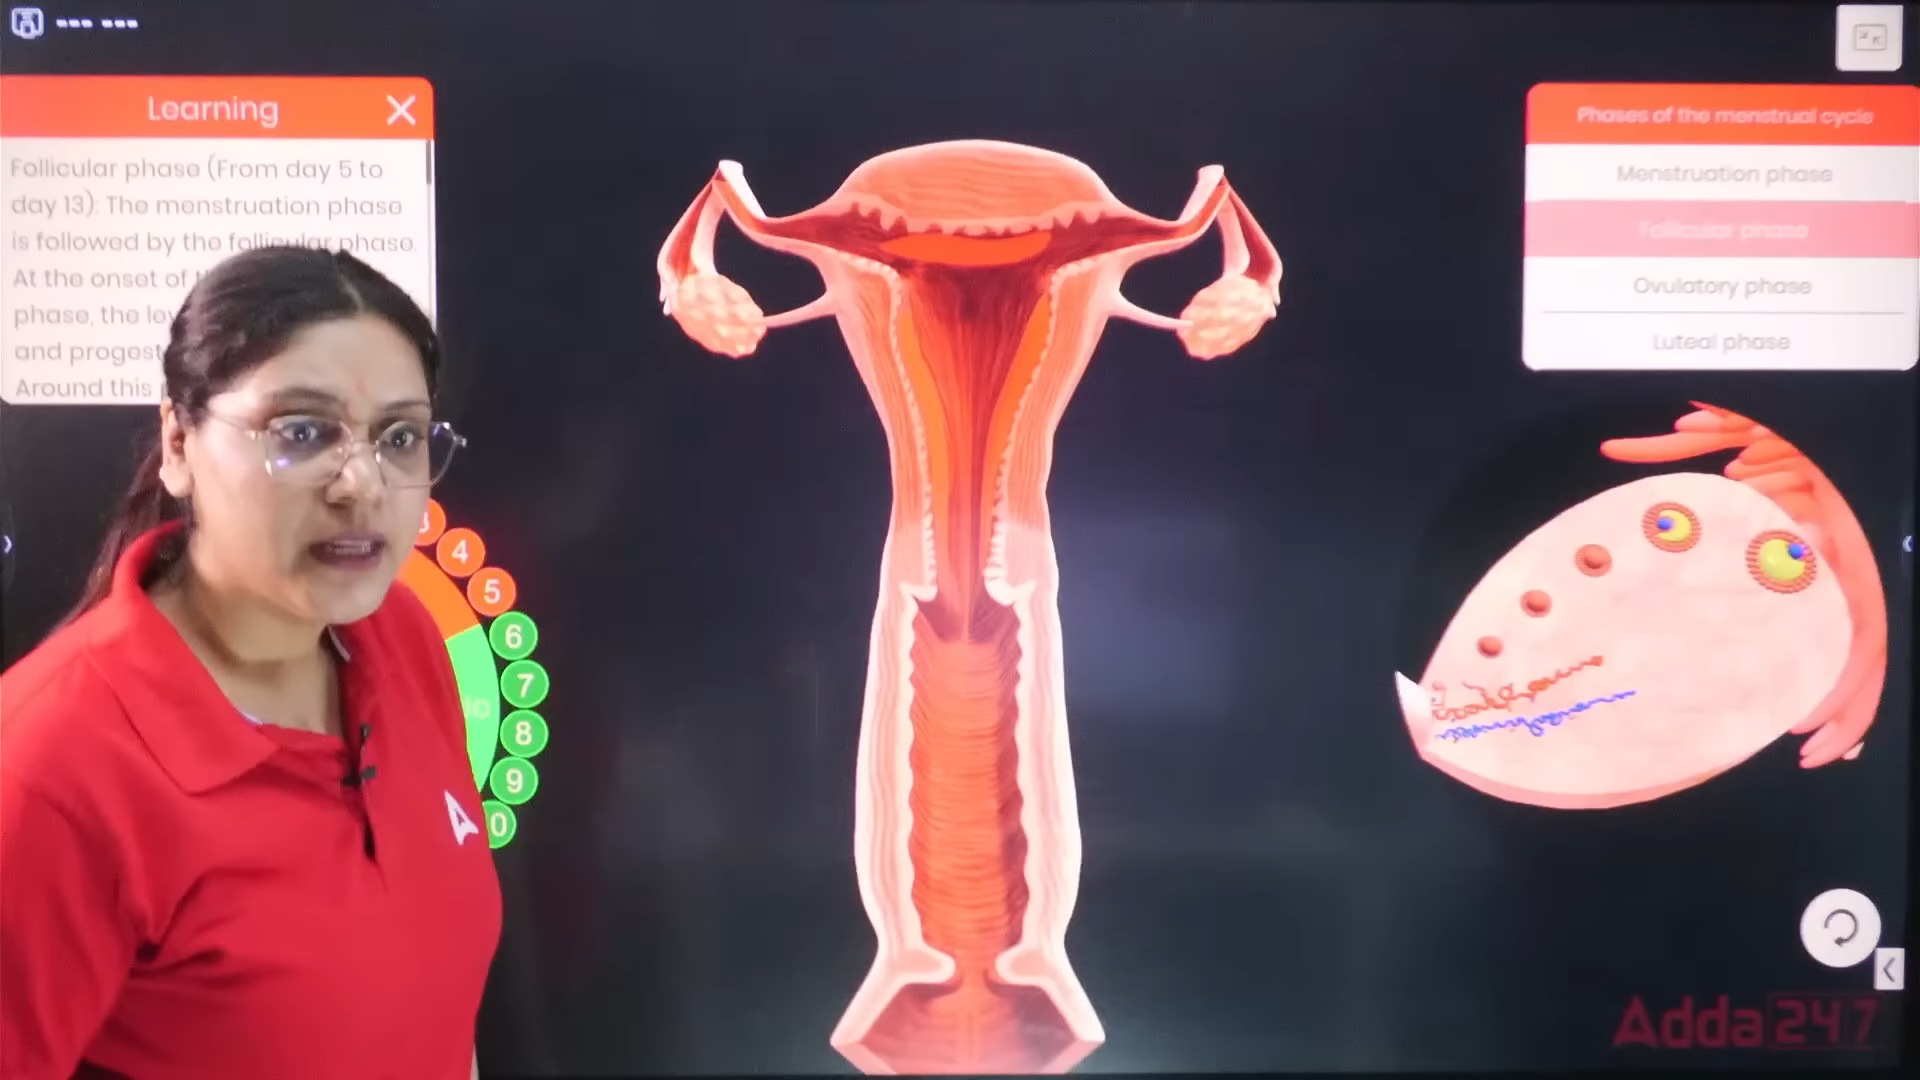 Learning
Follicular phase (From day 5 to
day 13): The menstruation phase
is followed by the follicular phase.
At the onset of
phase, the
and progest
Around this
Phases of the menstrual cycle
Menstruation phase
Follicular phase
Ovulatory phase
Luteal phase
3
4
5
6
7
8
9
0
Adda247